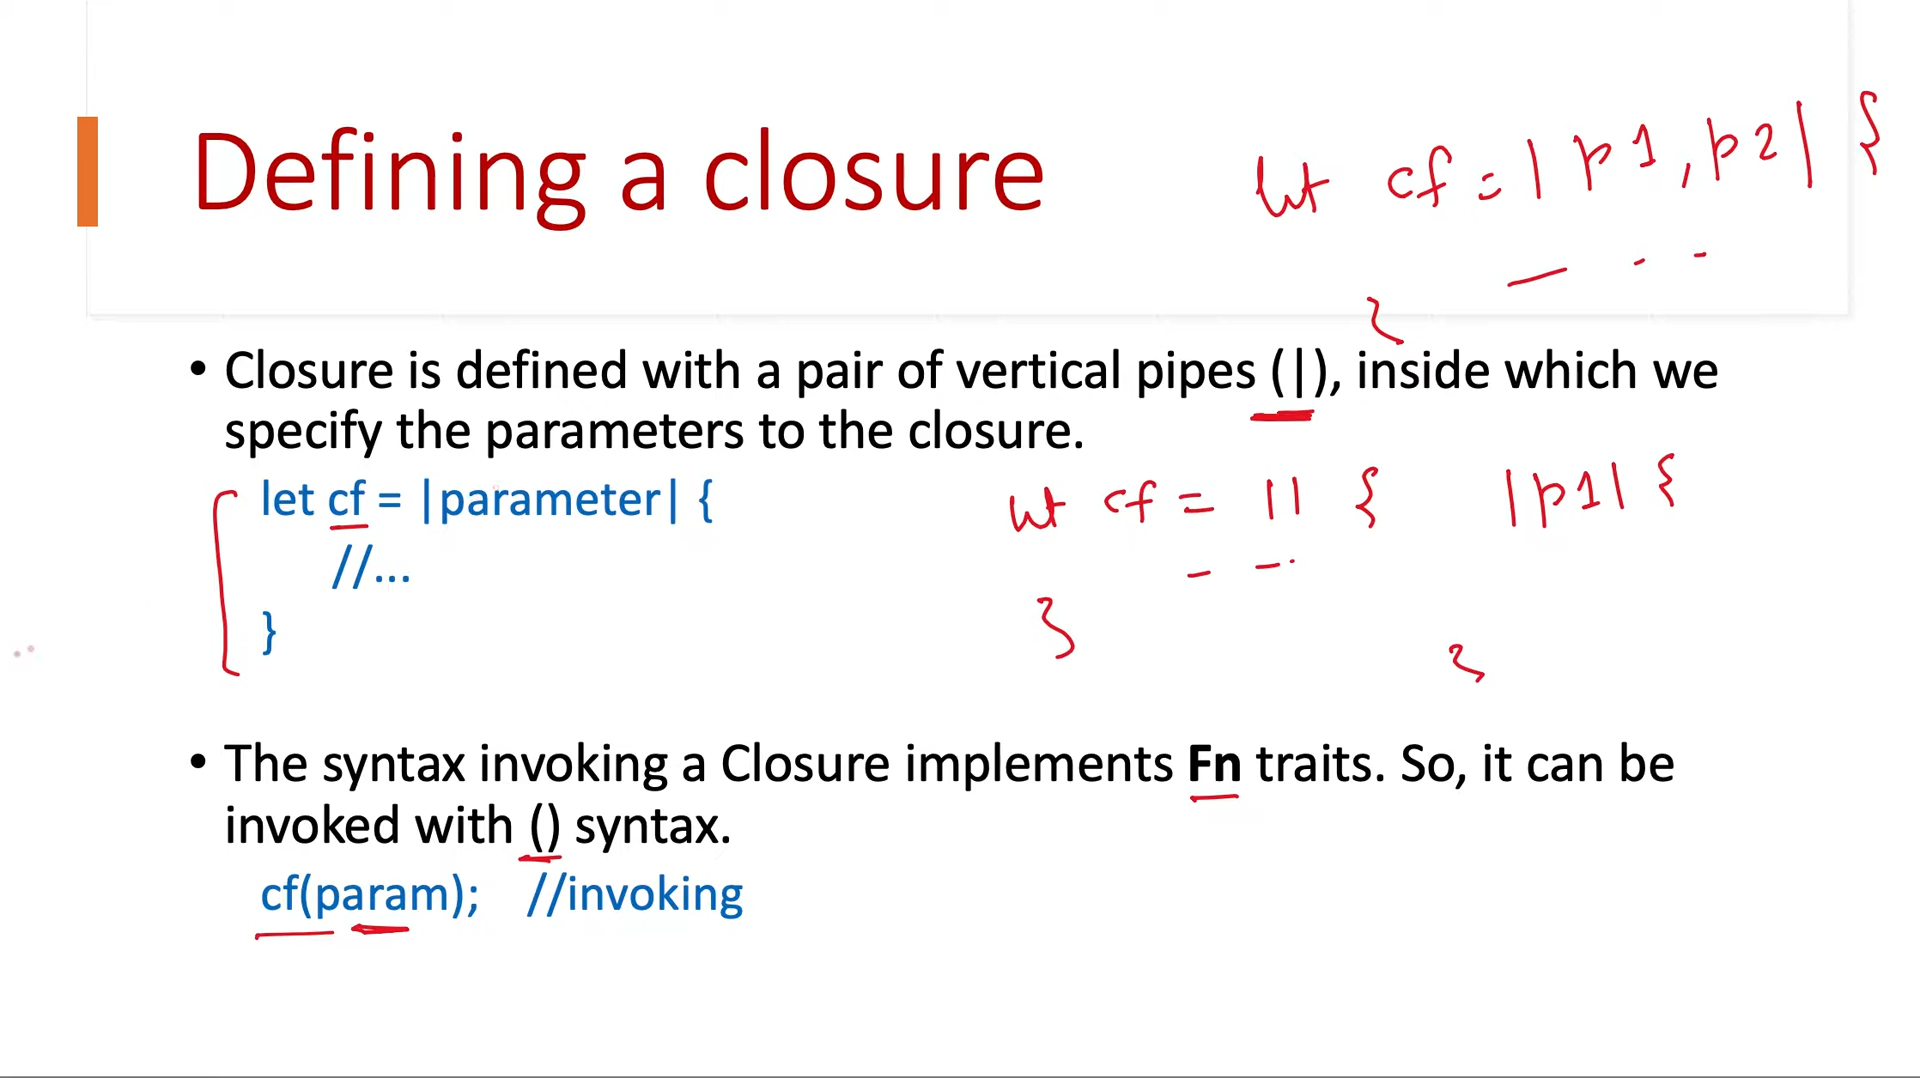 Defining a closure
let cf = |p1, p2| {
}
• Closure is defined with a pair of vertical pipes (|), inside which we
specify the parameters to the closure.
let cf = |parameter| {
//...
}
let cf = || {
}
|p1| {
}
• The syntax invoking a Closure implements Fn traits. So, it can be
invoked with () syntax.
cf(param); //invoking